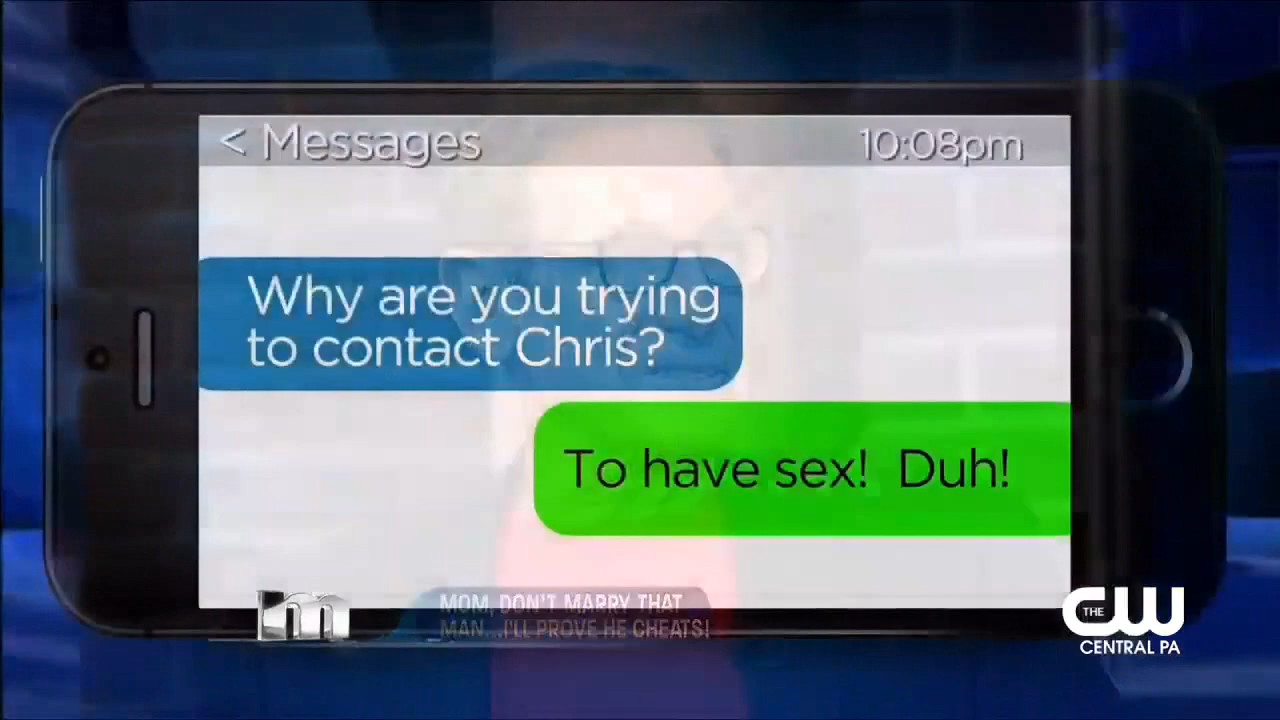 < Messages 10:08pm
Why are you trying
to contact Chris?
To have sex! Duh!
m
MOM, DON'T MARRY THAT
MAN...I'LL PROVE HE CHEATS!
THE CW
CENTRAL PA